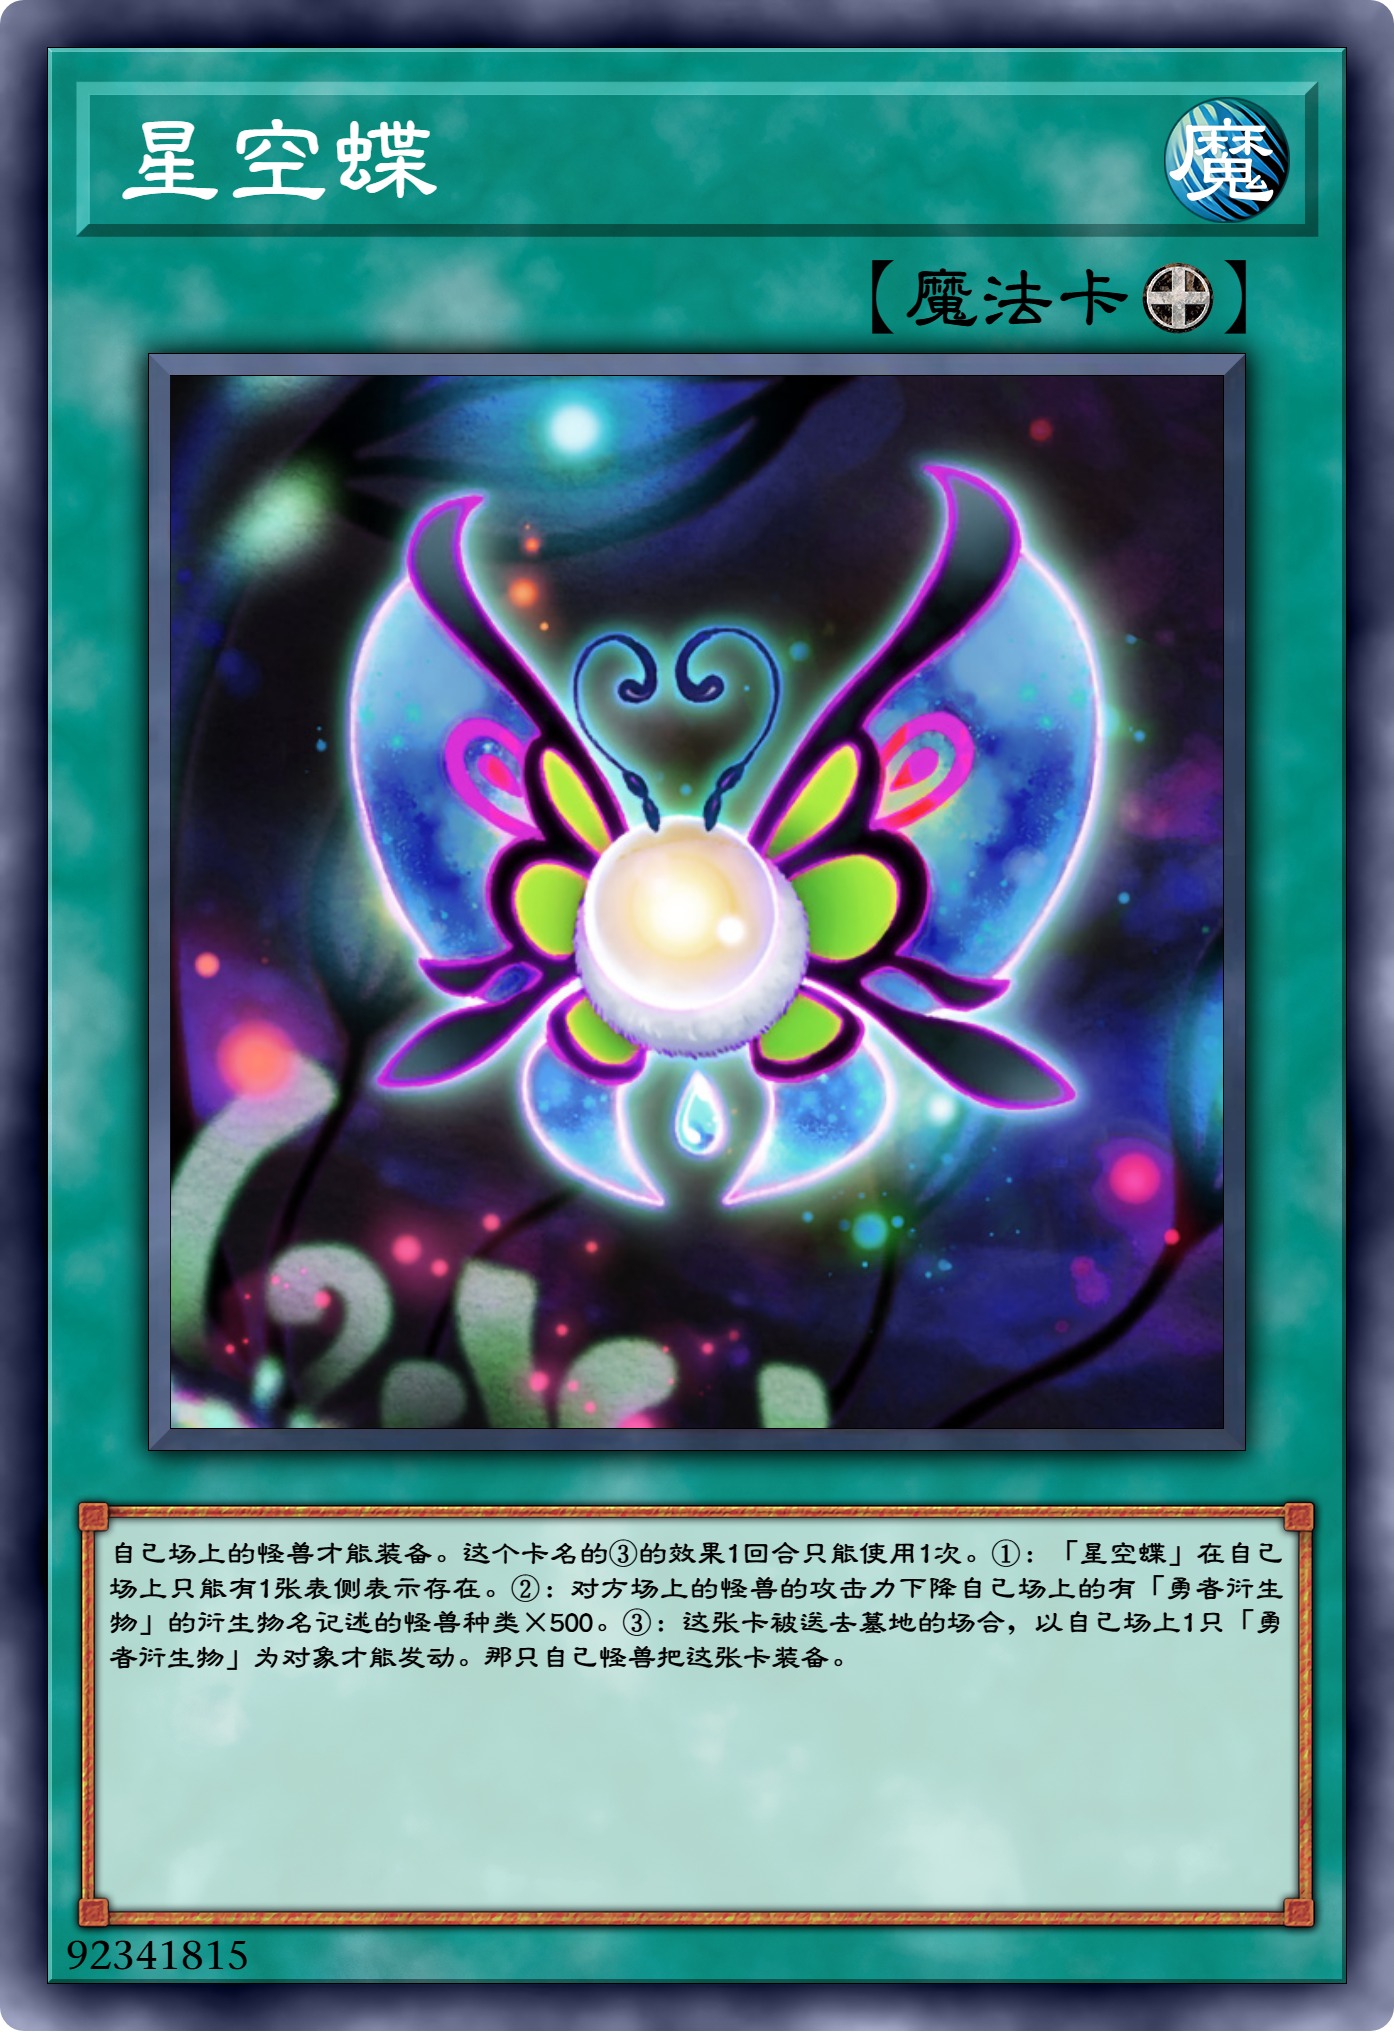 星空蝶
魔
【魔法卡】
自己场上的怪兽才能装备。这个卡名的③的效果1回合只能使用1次。①：「星空蝶」在自己
场上只能有1张表侧表示存在。②：对方场上的怪兽的攻击力下降自己场上的有「勇者衍生
物」的衍生物名记述的怪兽种类×500。③：这张卡被送去墓地的场合，以自己场上1只「勇
者衍生物」为对象才能发动。那只自己怪兽把这张卡装备。
92341815